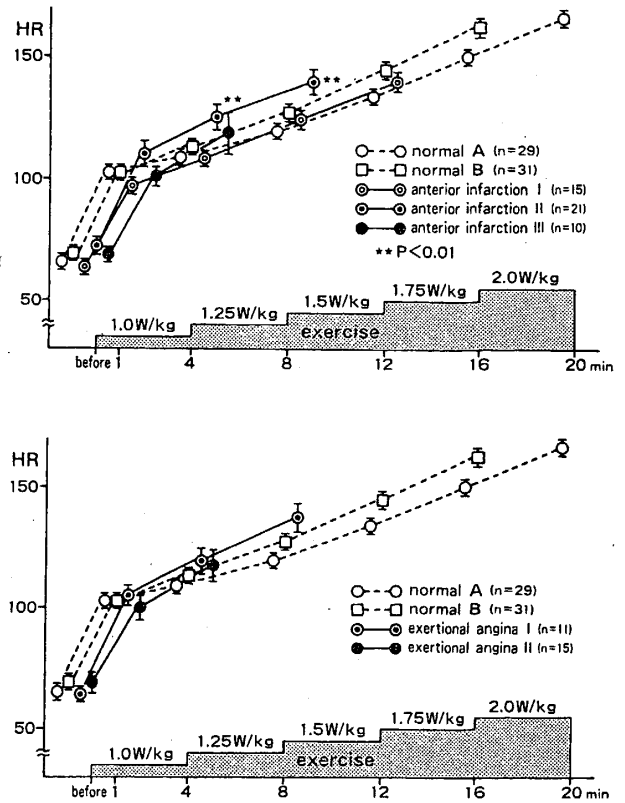 HR
150
100
50
normal A (n=29)
normal B (n=31)
anterior infarction I (n=15)
anterior infarction II (n=21)
anterior infarction III (n=10)
**P<0.01
**
**
1.0W/kg
1.25W/kg
1.5W/kg
1.75W/kg
2.0W/kg
exercise
before 1 4 8 12 16 20 min
HR
150
100
50
normal A (n=29)
normal B (n=31)
exertional angina I (n=11)
exertional angina II (n=15)
1.0W/kg
1.25W/kg
1.5W/kg
1.75W/kg
2.0W/kg
exercise
before 1 4 8 12 16 20 min